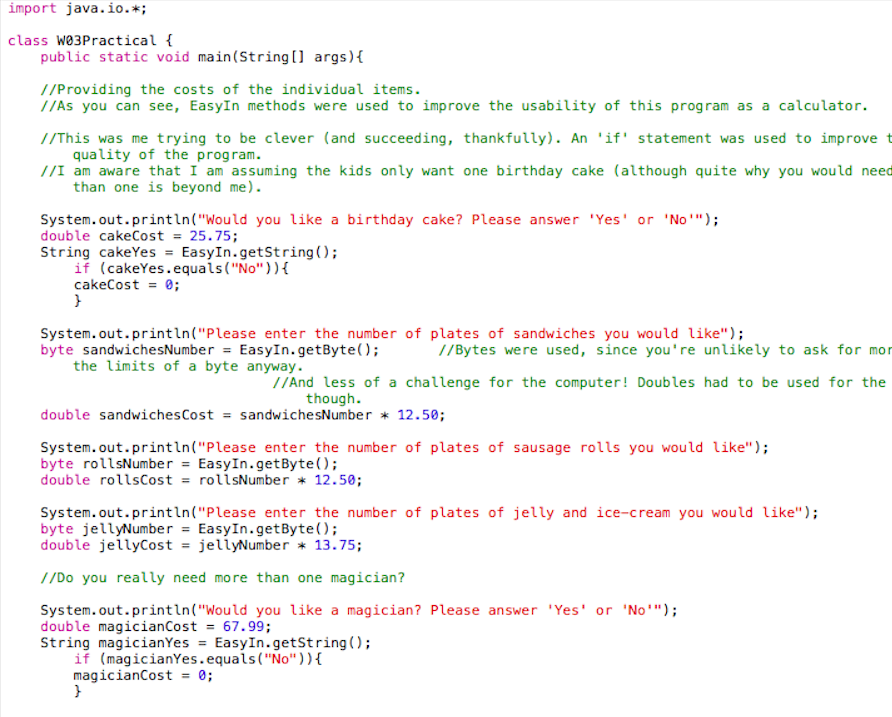 import java.io.*;
class W03Practical {
public static void main(String[] args){
//Providing the costs of the individual items.
//As you can see, EasyIn methods were used to improve the usability of this program as a calculator.
//This was me trying to be clever (and succeeding, thankfully). An 'if' statement was used to improve
quality of the program.
//I am aware that I am assuming the kids only want one birthday cake (although quite why you would need
than one is beyond me).
System.out.println("Would you like a birthday cake? Please answer 'Yes' or 'No'");
double cakeCost = 25.75;
String cakeYes = EasyIn.getString();
if (cakeYes.equals("No")){
cakeCost = 0;
}
System.out.println("Please enter the number of plates of sandwiches you would like");
byte sandwichesNumber = EasyIn.getByte(); //Bytes were used, since you're unlikely to ask for
the limits of a byte anyway.
//And less of a challenge for the computer! Doubles had to be used for the
though.
double sandwichesCost = sandwichesNumber * 12.50;
System.out.println("Please enter the number of plates of sausage rolls you would like");
byte rollsNumber = EasyIn.getByte();
double rollsCost = rollsNumber * 12.50;
System.out.println("Please enter the number of plates of jelly and ice-cream you would like");
byte jellyNumber = EasyIn.getByte();
double jellyCost = jellyNumber * 13.75;
//Do you really need more than one magician?
System.out.println("Would you like a magician? Please answer 'Yes' or 'No'");
double magicianCost = 67.99;
String magicianYes = EasyIn.getString();
if (magicianYes.equals("No")){
magicianCost = 0;
}